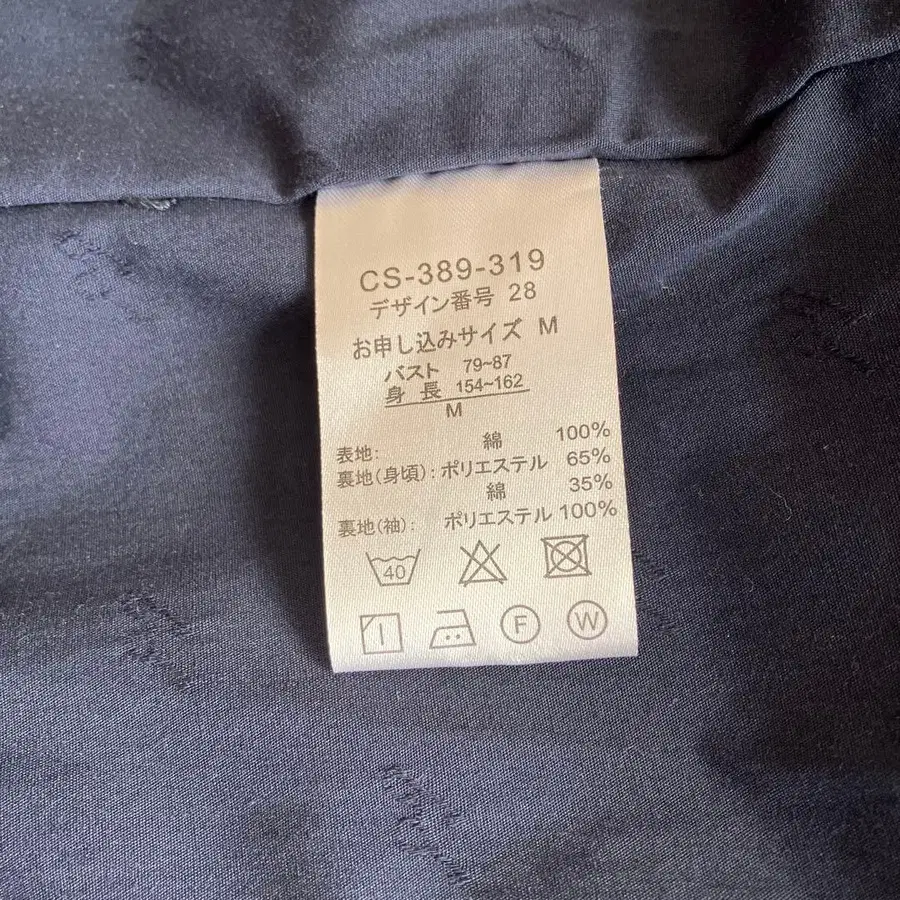 CS-389-319
デザイン番号 28
お申し込みサイズ M
バスト 79~87
身長 154~162
M
表地: 綿 100%
裏地(身頃): ポリエステル 65%
綿 35%
裏地(袖): ポリエステル 100%
40
F W